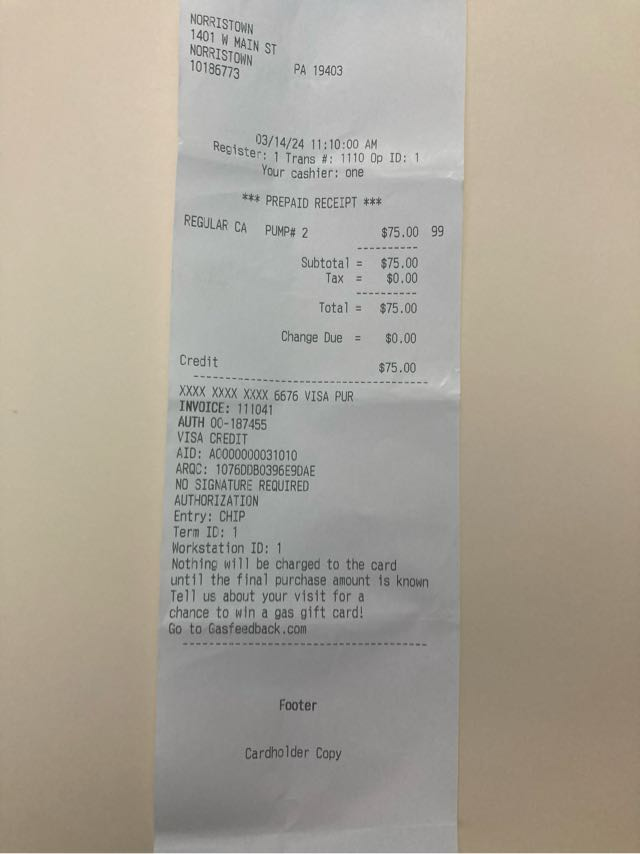 NORRISTOWN
1401 W MAIN ST
NORRISTOWN
10186773 PA 19403
03/14/24 11:10:00 AM
Register: 1 Trans #: 1110 Op ID: 1
Your cashier: one
*** PREPAID RECEIPT ***
REGULAR CA PUMP# 2 $75.00 99
----------
Subtotal = $75.00
Tax = $0.00
----------
Total = $75.00
Change Due = $0.00
Credit $75.00
----------------------------------------
XXXX XXXX XXXX 6676 VISA PUR
INVOICE: 111041
AUTH 00-187455
VISA CREDIT
AID: A0000000031010
ARQC: 1076DDB0396E9DAE
NO SIGNATURE REQUIRED
AUTHORIZATION
Entry: CHIP
Term ID: 1
Workstation ID: 1
Nothing will be charged to the card
until the final purchase amount is known
Tell us about your visit for a
chance to win a gas gift card!
Go to Gasfeedback.com
----------------------------------------
Footer
Cardholder Copy